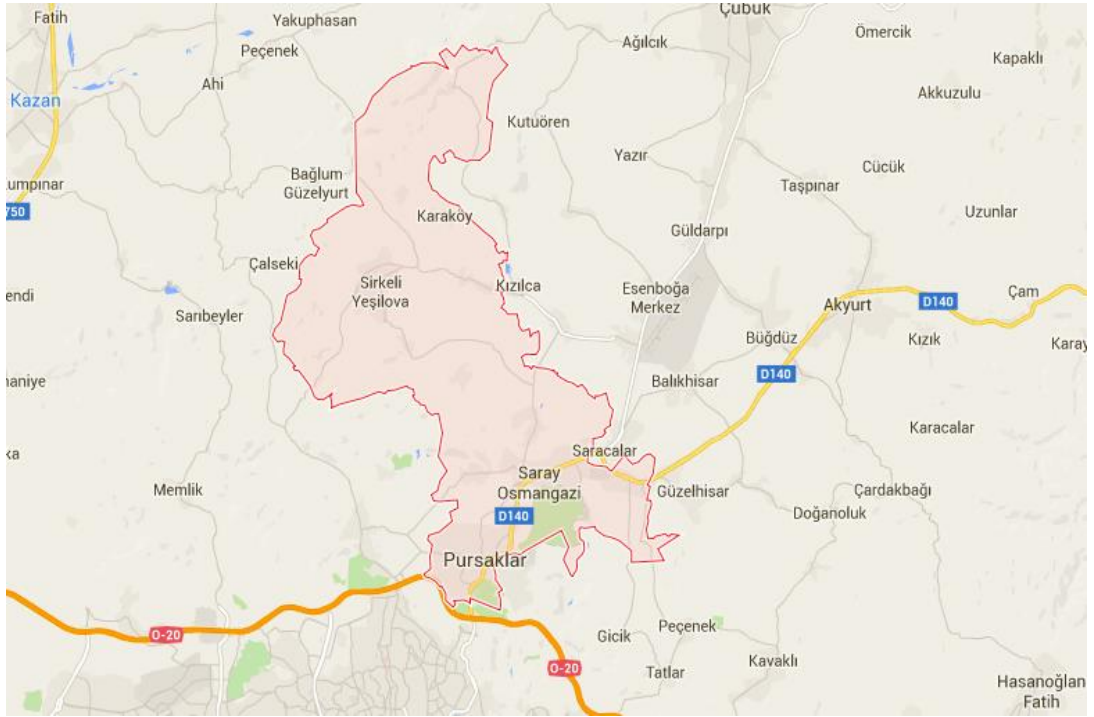 Fatih
Yakuphasan
Çubuk
Ömercik
Peçenek
Ağılcık
Kapaklı
Ahi
Akkuzulu
Kazan
Kutuören
Yazır
Cücük
Bağlum
Güzelyurt
Taşpınar
umpınar
750
Karaköy
Uzunlar
Güldarpı
Çalseki
Sirkeli
Yeşilova
Kızılca
Esenboğa
Merkez
Çam
endi
D140
Akyurt
Sarıbeyler
Büğdüz
Kızık
Karay
D140
naniye
Balıkhisar
Karacalar
ka
Saracalar
Saray
Osmangazi
Memlik
Güzelhisar
Çardakbağı
D140
Doğanoluk
Pursaklar
O-20
Gicik
Peçenek
Kavaklı
O-20
Tatlar
Hasanoğlan
Fatih